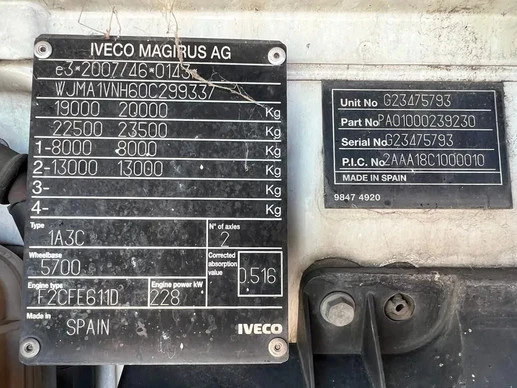 IVECO MAGIRUS AG
e3*2007/46*0143*
WJMA1VNH60C299337
19000 20000 Kg
22500 23500 Kg
1-8000 8000 Kg
2-13000 13000 Kg
3- Kg
4- Kg
Type
1A3C
N° of axles
2
Wheelbase
5700
Corrected absorption value
0.516
Engine type
F2CFE611D
Engine power kW
228
Made in
SPAIN
IVECO
Unit No G23475793
Part No PA01000239230
Serial No G23475793
P.I.C. No 2AAA18C1000010
MADE IN SPAIN
9847 4920